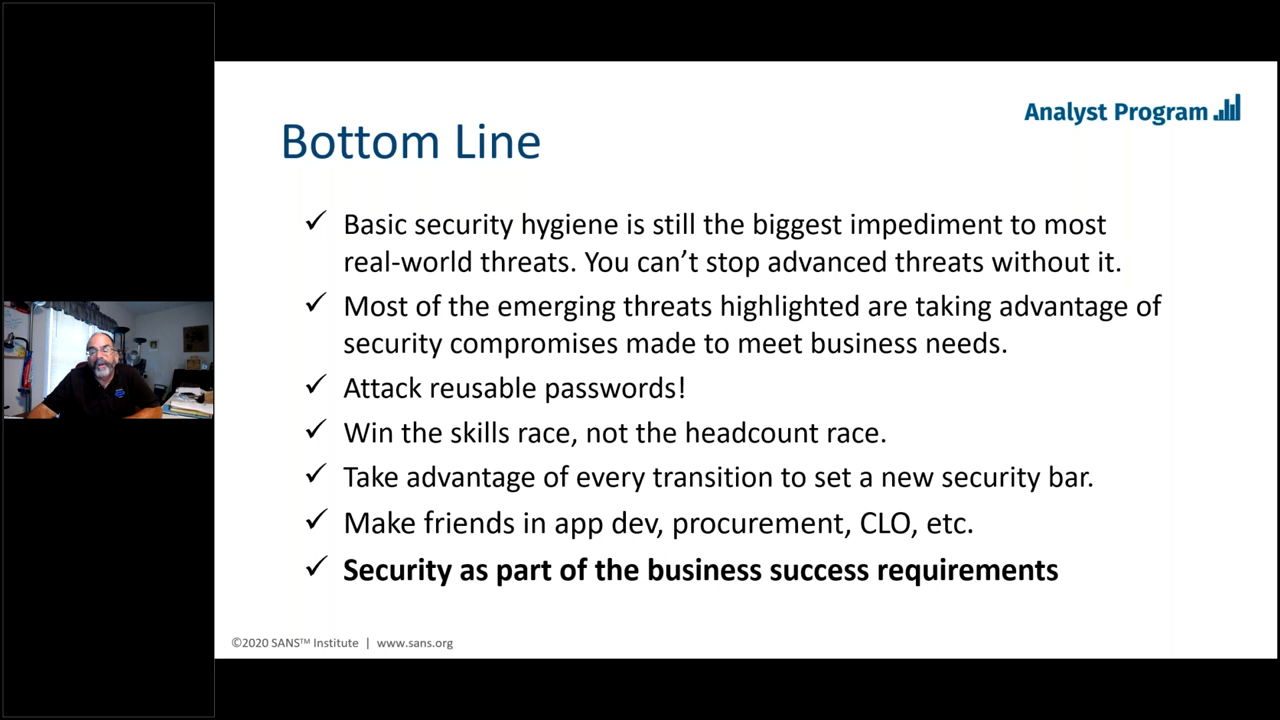 Analyst Program
Bottom Line
✓ Basic security hygiene is still the biggest impediment to most
real-world threats. You can’t stop advanced threats without it.
✓ Most of the emerging threats highlighted are taking advantage of
security compromises made to meet business needs.
✓ Attack reusable passwords!
✓ Win the skills race, not the headcount race.
✓ Take advantage of every transition to set a new security bar.
✓ Make friends in app dev, procurement, CLO, etc.
✓ Security as part of the business success requirements
©2020 SANS™ Institute | www.sans.org